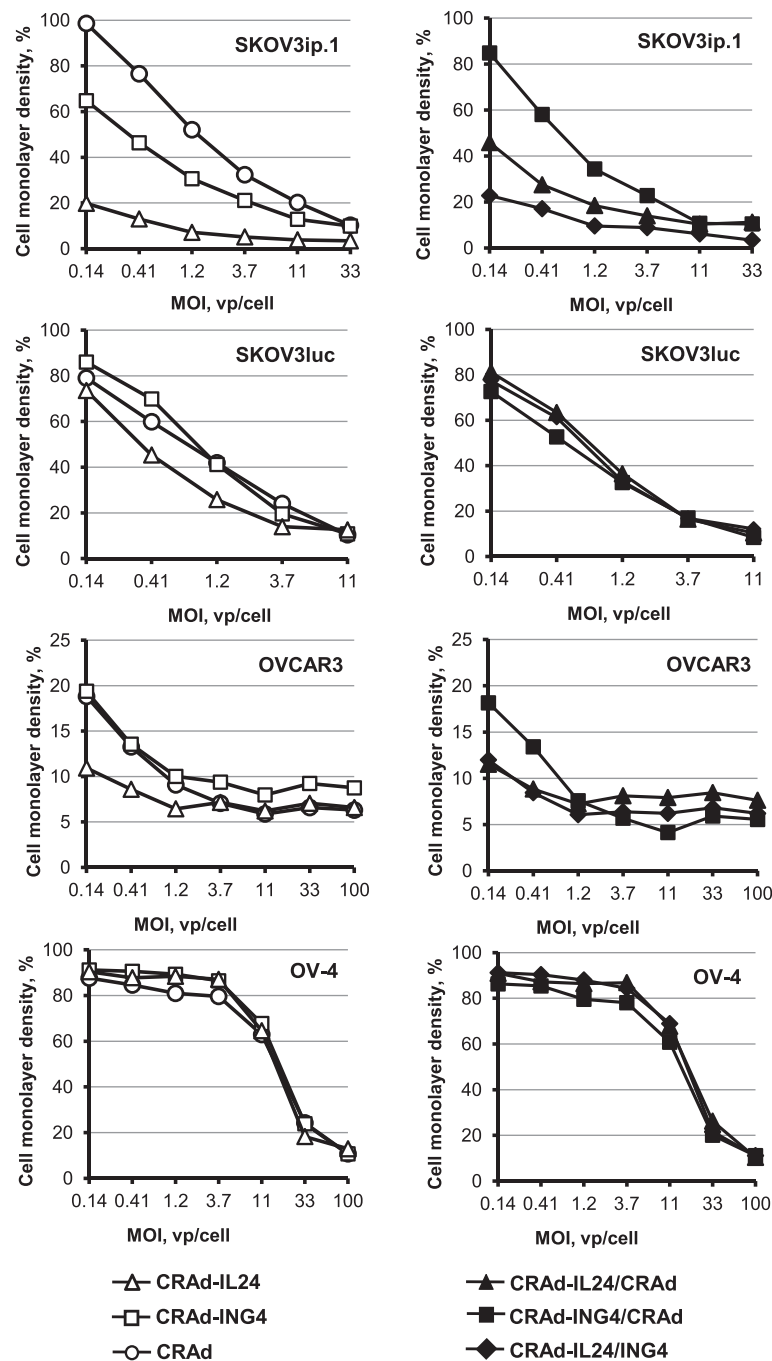 SKOV3ip.1
Cell monolayer density, %
100
80
60
40
20
0
0.14 0.41 1.2 3.7 11 33
MOI, vp/cell
SKOV3ip.1
Cell monolayer density, %
100
80
60
40
20
0
0.14 0.41 1.2 3.7 11 33
MOI, vp/cell
SKOV3luc
Cell monolayer density, %
100
80
60
40
20
0
0.14 0.41 1.2 3.7 11
MOI, vp/cell
SKOV3luc
Cell monolayer density, %
100
80
60
40
20
0
0.14 0.41 1.2 3.7 11
MOI, vp/cell
OVCAR3
Cell monolayer density, %
25
20
15
10
5
0
0.14 0.41 1.2 3.7 11 33 100
MOI, vp/cell
OVCAR3
Cell monolayer density, %
25
20
15
10
5
0
0.14 0.41 1.2 3.7 11 33 100
MOI, vp/cell
OV-4
Cell monolayer density, %
100
80
60
40
20
0
0.14 0.41 1.2 3.7 11 33 100
MOI, vp/cell
OV-4
Cell monolayer density, %
100
80
60
40
20
0
0.14 0.41 1.2 3.7 11 33 100
MOI, vp/cell
CRAd-IL24
CRAd-ING4
CRAd
CRAd-IL24/CRAd
CRAd-ING4/CRAd
CRAd-IL24/ING4